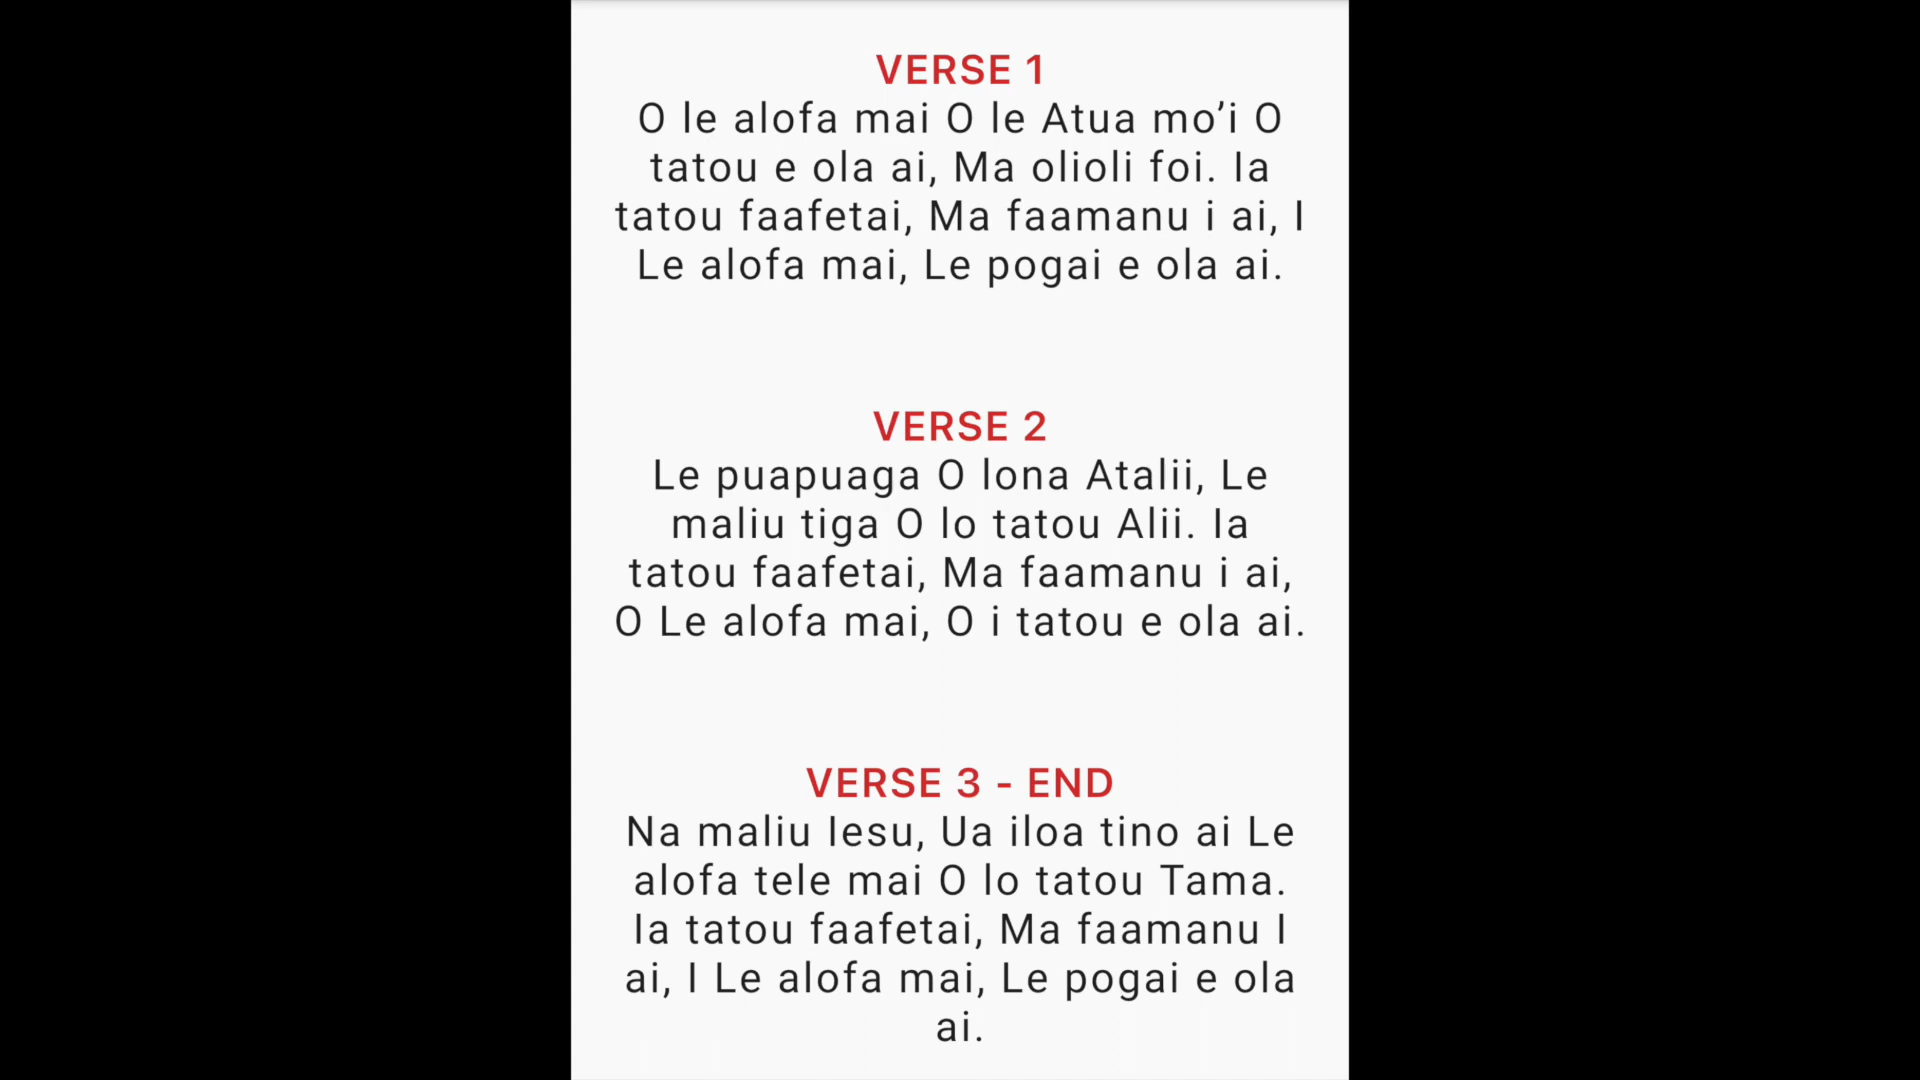 VERSE 1
O le alofa mai O le Atua mo’i O
tatou e ola ai, Ma olioli foi. Ia
tatou faafetai, Ma faamanu i ai, I
Le alofa mai, Le pogai e ola ai.
VERSE 2
Le puapuaga O lona Atalii, Le
maliu tiga O lo tatou Alii. Ia
tatou faafetai, Ma faamanu i ai,
O Le alofa mai, O i tatou e ola ai.
VERSE 3 - END
Na maliu Iesu, Ua iloa tino ai Le
alofa tele mai O lo tatou Tama.
Ia tatou faafetai, Ma faamanu I
ai, I Le alofa mai, Le pogai e ola
ai.